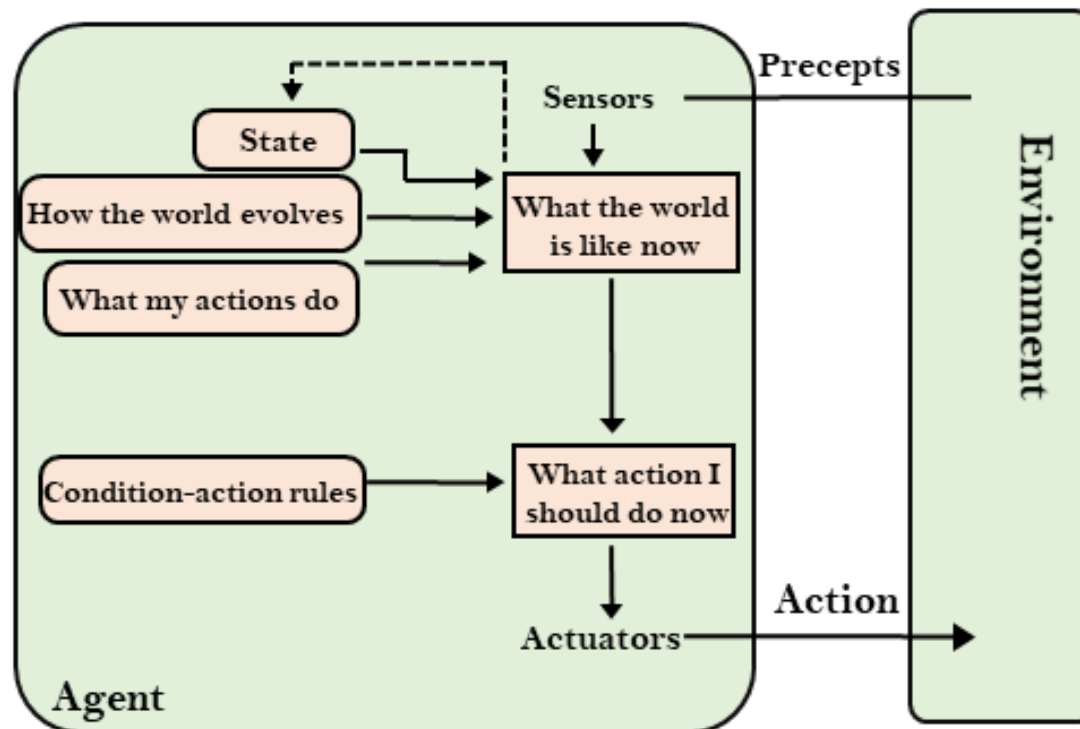 Precepts
Sensors
State
How the world evolves
What my actions do
What the world
is like now
Environment
Condition-action rules
What action I
should do now
Action
Actuators
Agent